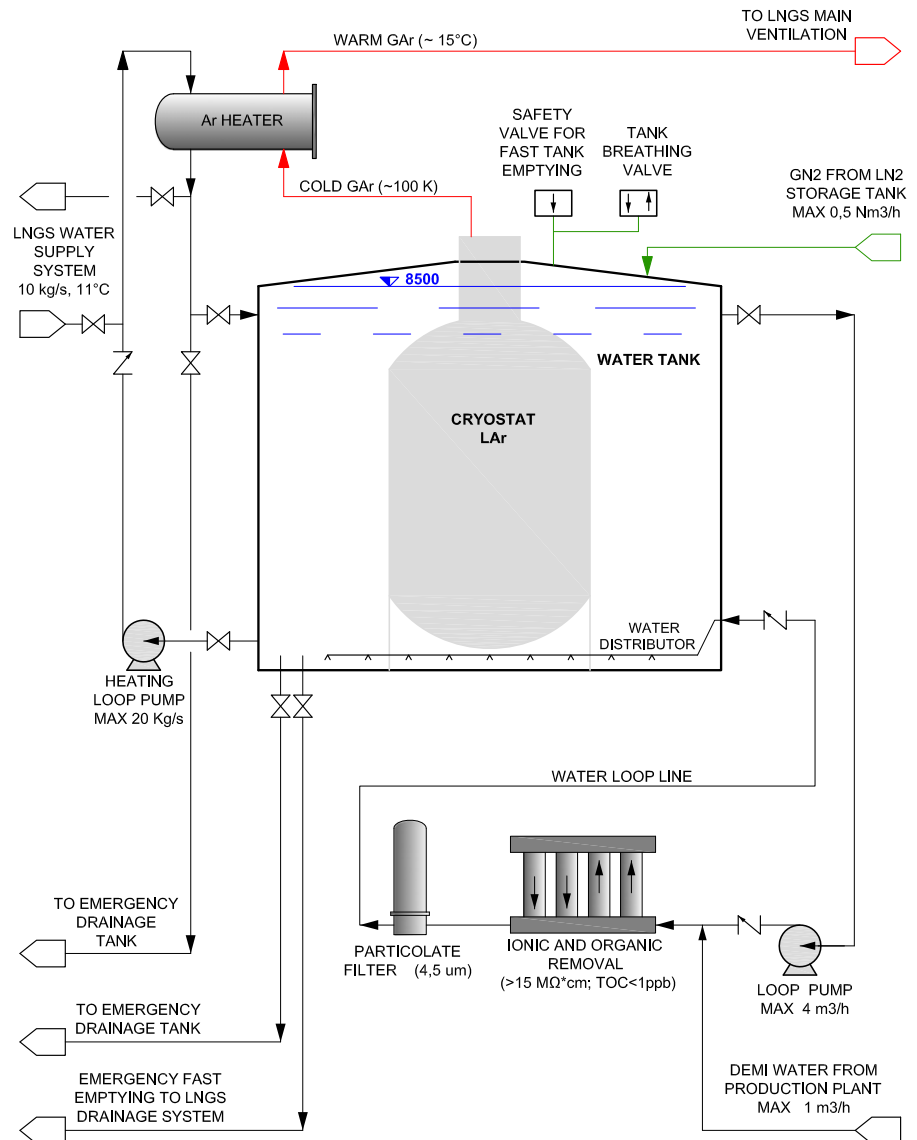 TO LNGS MAIN
VENTILATION
WARM GAr (~ 15°C)
Ar HEATER
SAFETY
VALVE FOR
FAST TANK
EMPTYING
TANK
BREATHING
VALVE
COLD GAr (~100 K)
GN2 FROM LN2
STORAGE TANK
MAX 0,5 Nm3/h
LNGS WATER
SUPPLY
SYSTEM
10 kg/s, 11°C
8500
WATER TANK
CRYOSTAT
LAr
WATER
DISTRIBUTOR
HEATING
LOOP PUMP
MAX 20 Kg/s
WATER LOOP LINE
TO EMERGENCY
DRAINAGE
TANK
PARTICOLATE
FILTER (4,5 um)
IONIC AND ORGANIC
REMOVAL
(>15 MΩ*cm; TOC<1ppb)
LOOP PUMP
MAX 4 m3/h
TO EMERGENCY
DRAINAGE TANK
EMERGENCY FAST
EMPTYING TO LNGS
DRAINAGE SYSTEM
DEMI WATER FROM
PRODUCTION PLANT
MAX 1 m3/h